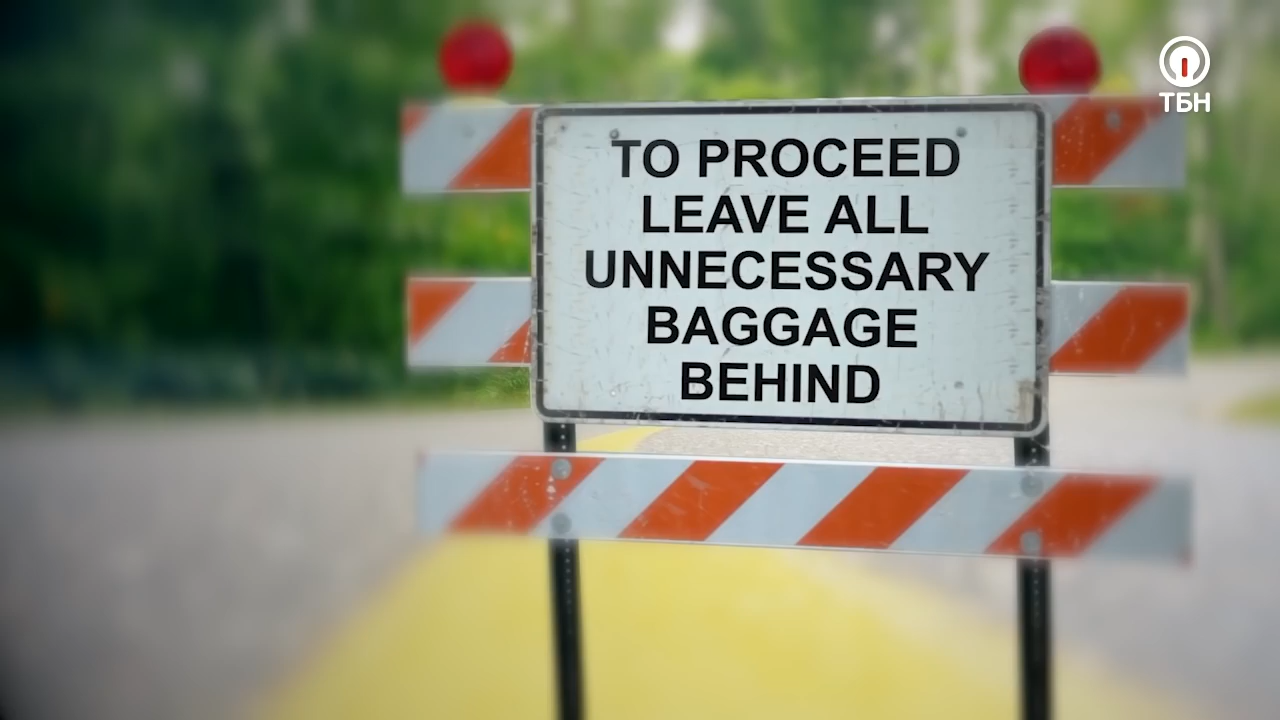 TO PROCEED
LEAVE ALL
UNNECESSARY
BAGGAGE
BEHIND
ТБН